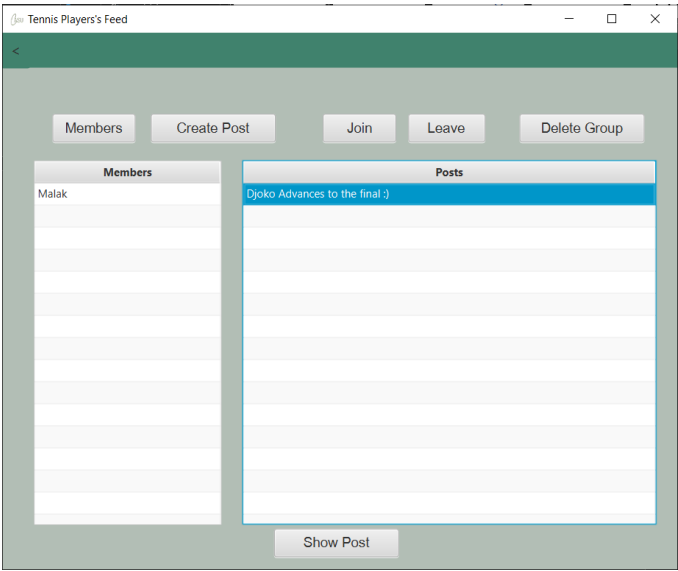 Tennis Players's Feed
<
Members Create Post Join Leave Delete Group
Members Posts
Malak Djoko Advances to the final :)
Show Post